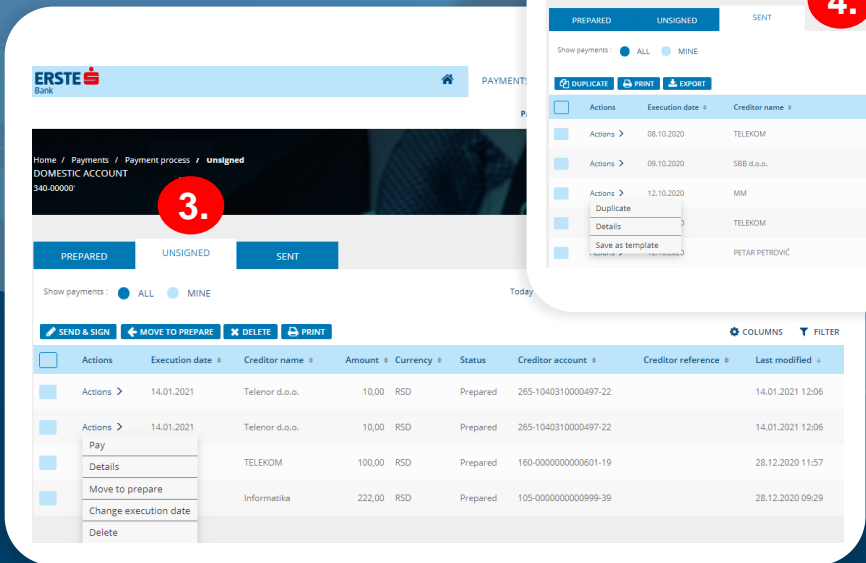 ERSTE
Bank
PAYMENTS
Home / Payments / Payment process / Unsigned
DOMESTIC ACCOUNT
340-00000
3.
PREPARED UNSIGNED SENT
Show payments : ALL MINE
Today
SEND & SIGN MOVE TO PREPARE DELETE PRINT
COLUMNS FILTER
Actions Execution date Creditor name Amount Currency Status Creditor account Creditor reference Last modified
Actions 14.01.2021 Telenor d.o.o. 10,00 RSD Prepared 265-1040310000497-22 14.01.2021 12:06
Actions 14.01.2021 Telenor d.o.o. 10,00 RSD Prepared 265-1040310000497-22 14.01.2021 12:06
Pay
Details
Move to prepare
Change execution date
Delete
TELEKOM 100,00 RSD Prepared 160-0000000000601-19 28.12.2020 11:57
Informatika 222,00 RSD Prepared 105-0000000000999-39 28.12.2020 09:29
4.
PREPARED UNSIGNED SENT
Show payments : ALL MINE
DUPLICATE PRINT EXPORT
Actions Execution date Creditor name
Actions 08.10.2020 TELEKOM
Actions 09.10.2020 SBB d.o.o.
Actions 12.10.2020 MM
Duplicate
Details
Save as template
TELEKOM
PETAR PETROVIĆ